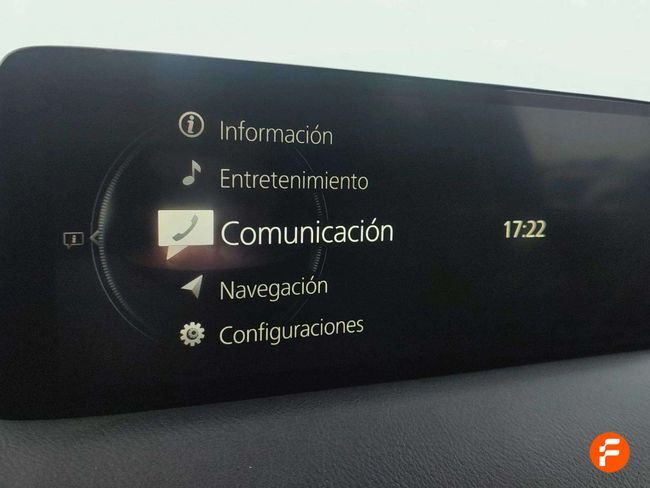 Información
Entretenimiento
Comunicación
17:22
Navegación
Configuraciones